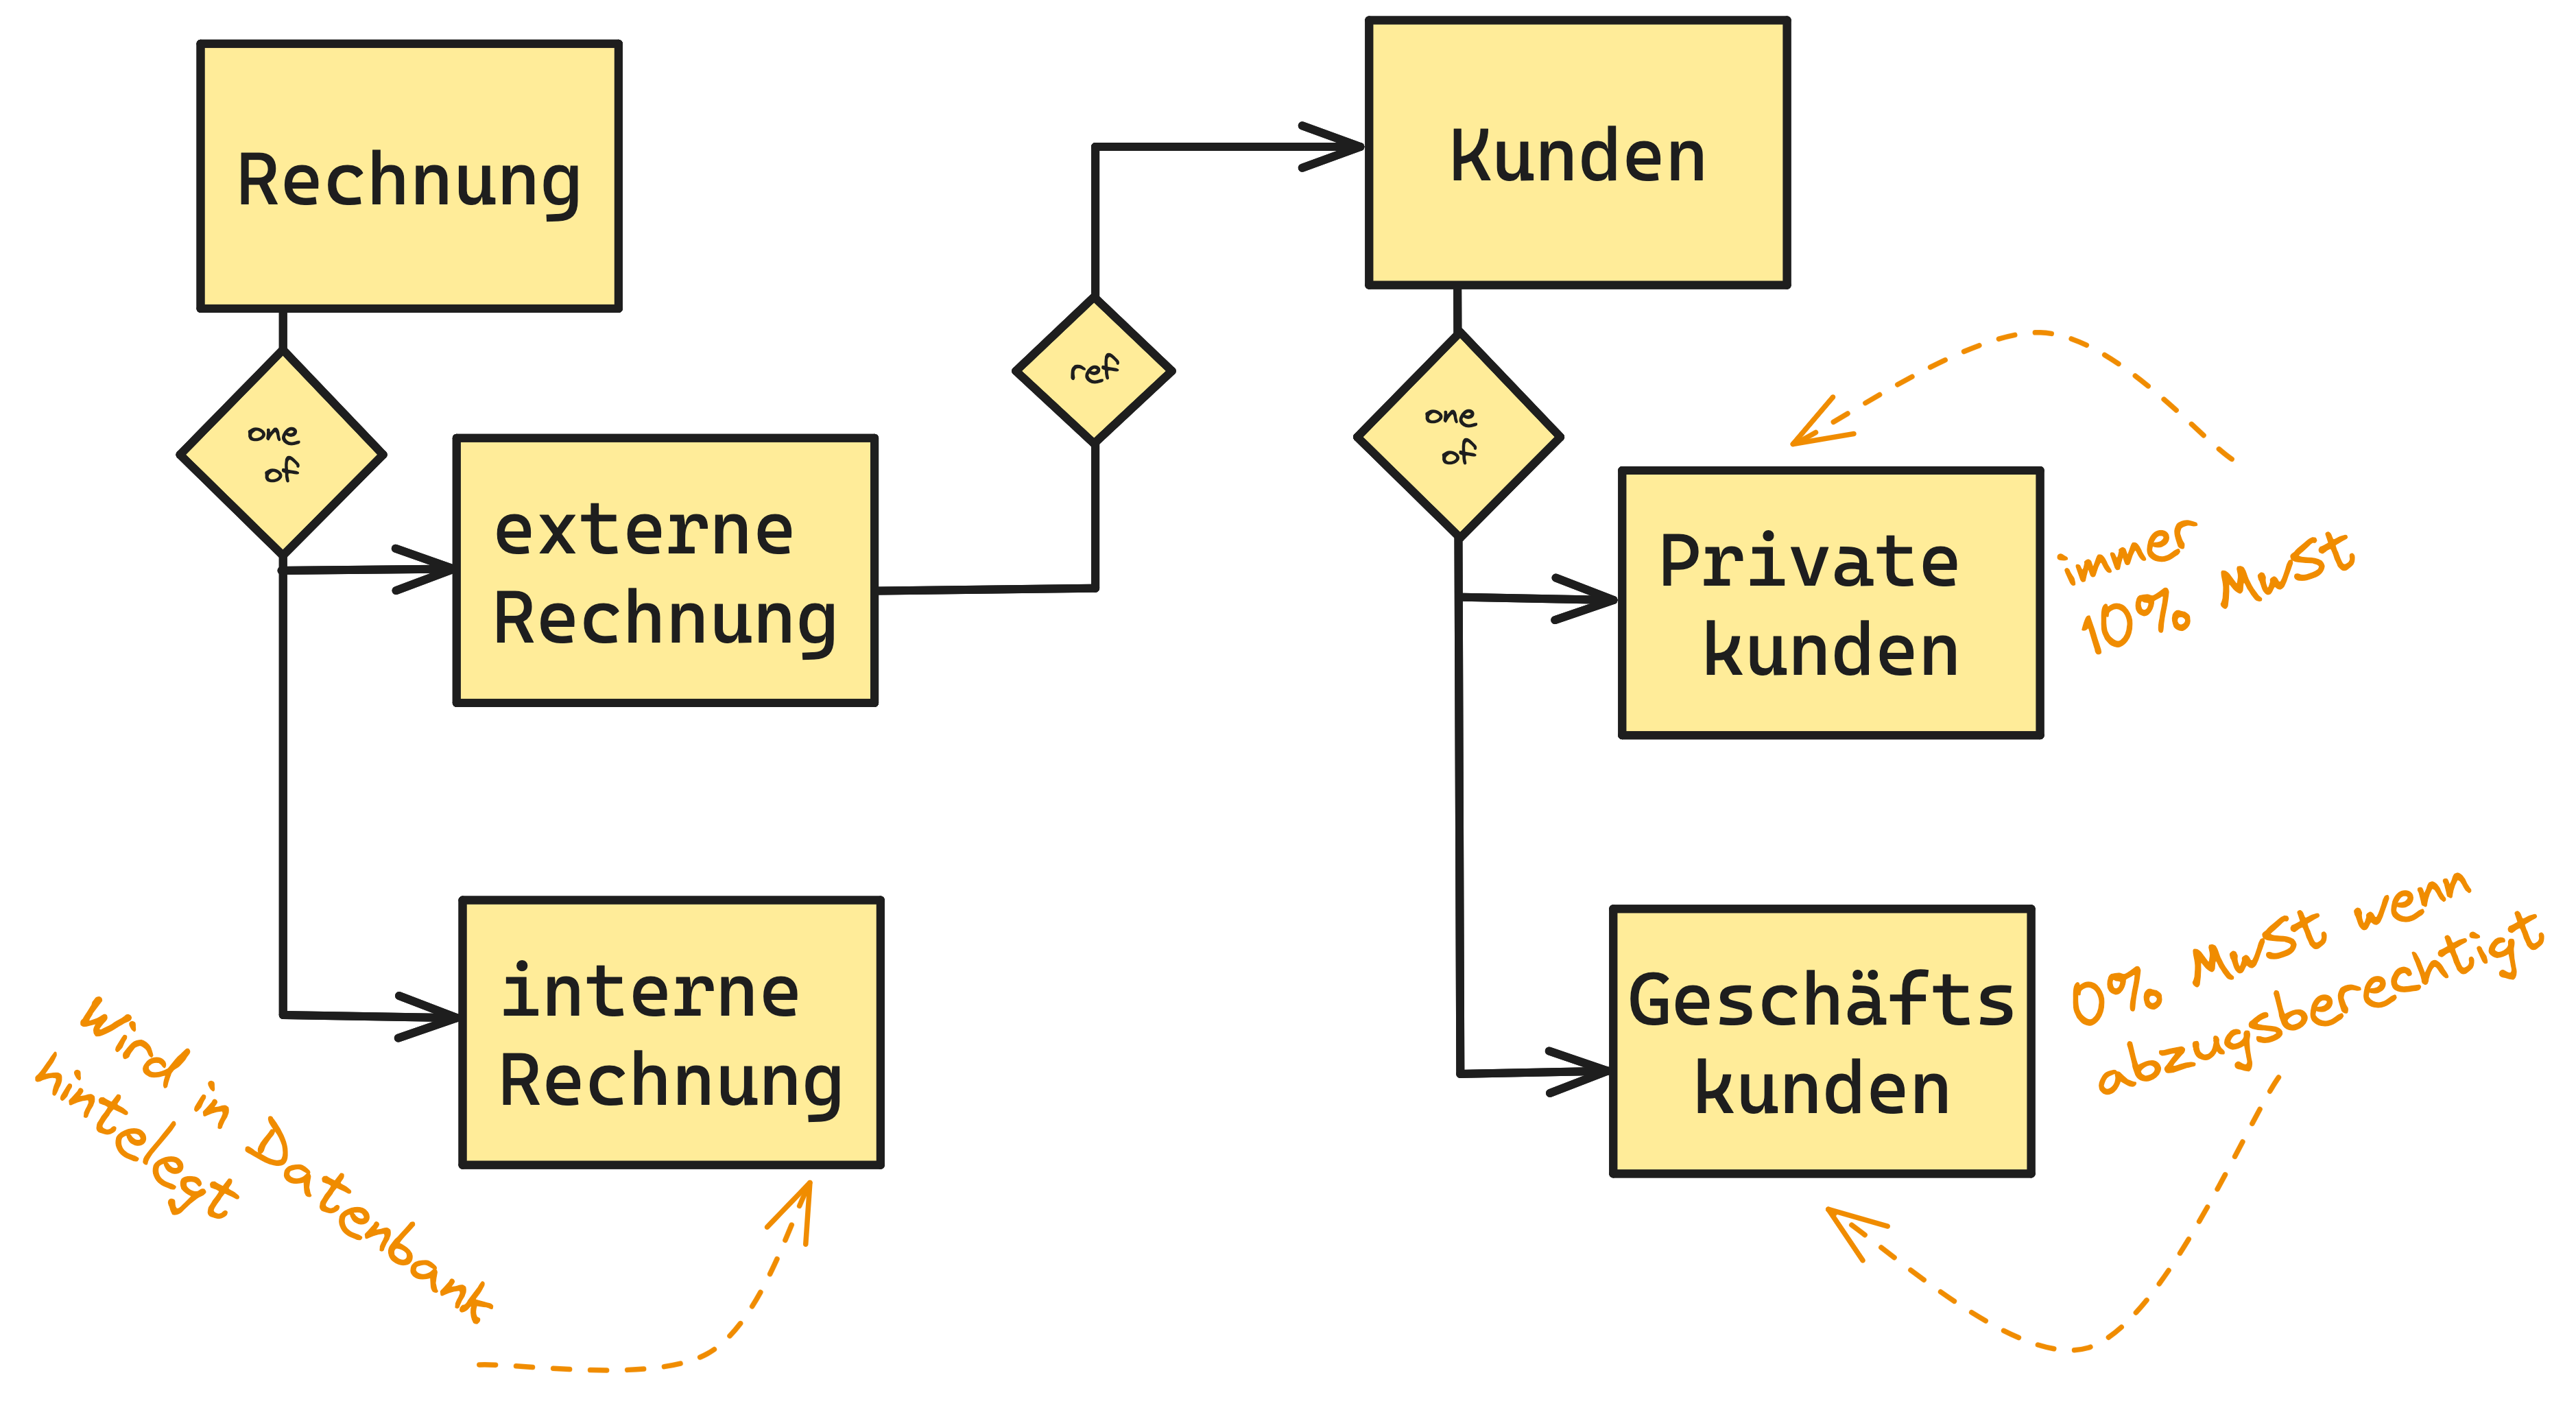 Rechnung
Kunden
one
of
ref
one
of
externe
Rechnung
Private
kunden
immer
10% MwSt
interne
Rechnung
Geschäfts
kunden
0% MwSt wenn
abzugsberechtigt
Wird in Datenbank
hintelegt